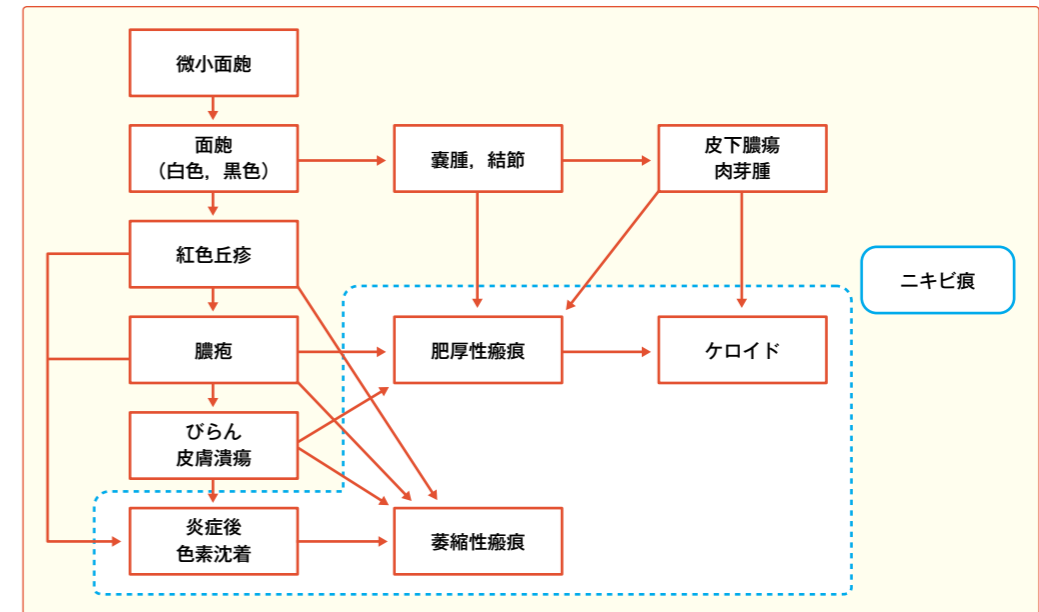 微小面皰
面皰
（白色，黒色）
嚢腫，結節
皮下膿瘍
肉芽腫
紅色丘疹
ニキビ痕
膿疱
肥厚性瘢痕
ケロイド
びらん
皮膚潰瘍
炎症後
色素沈着
萎縮性瘢痕